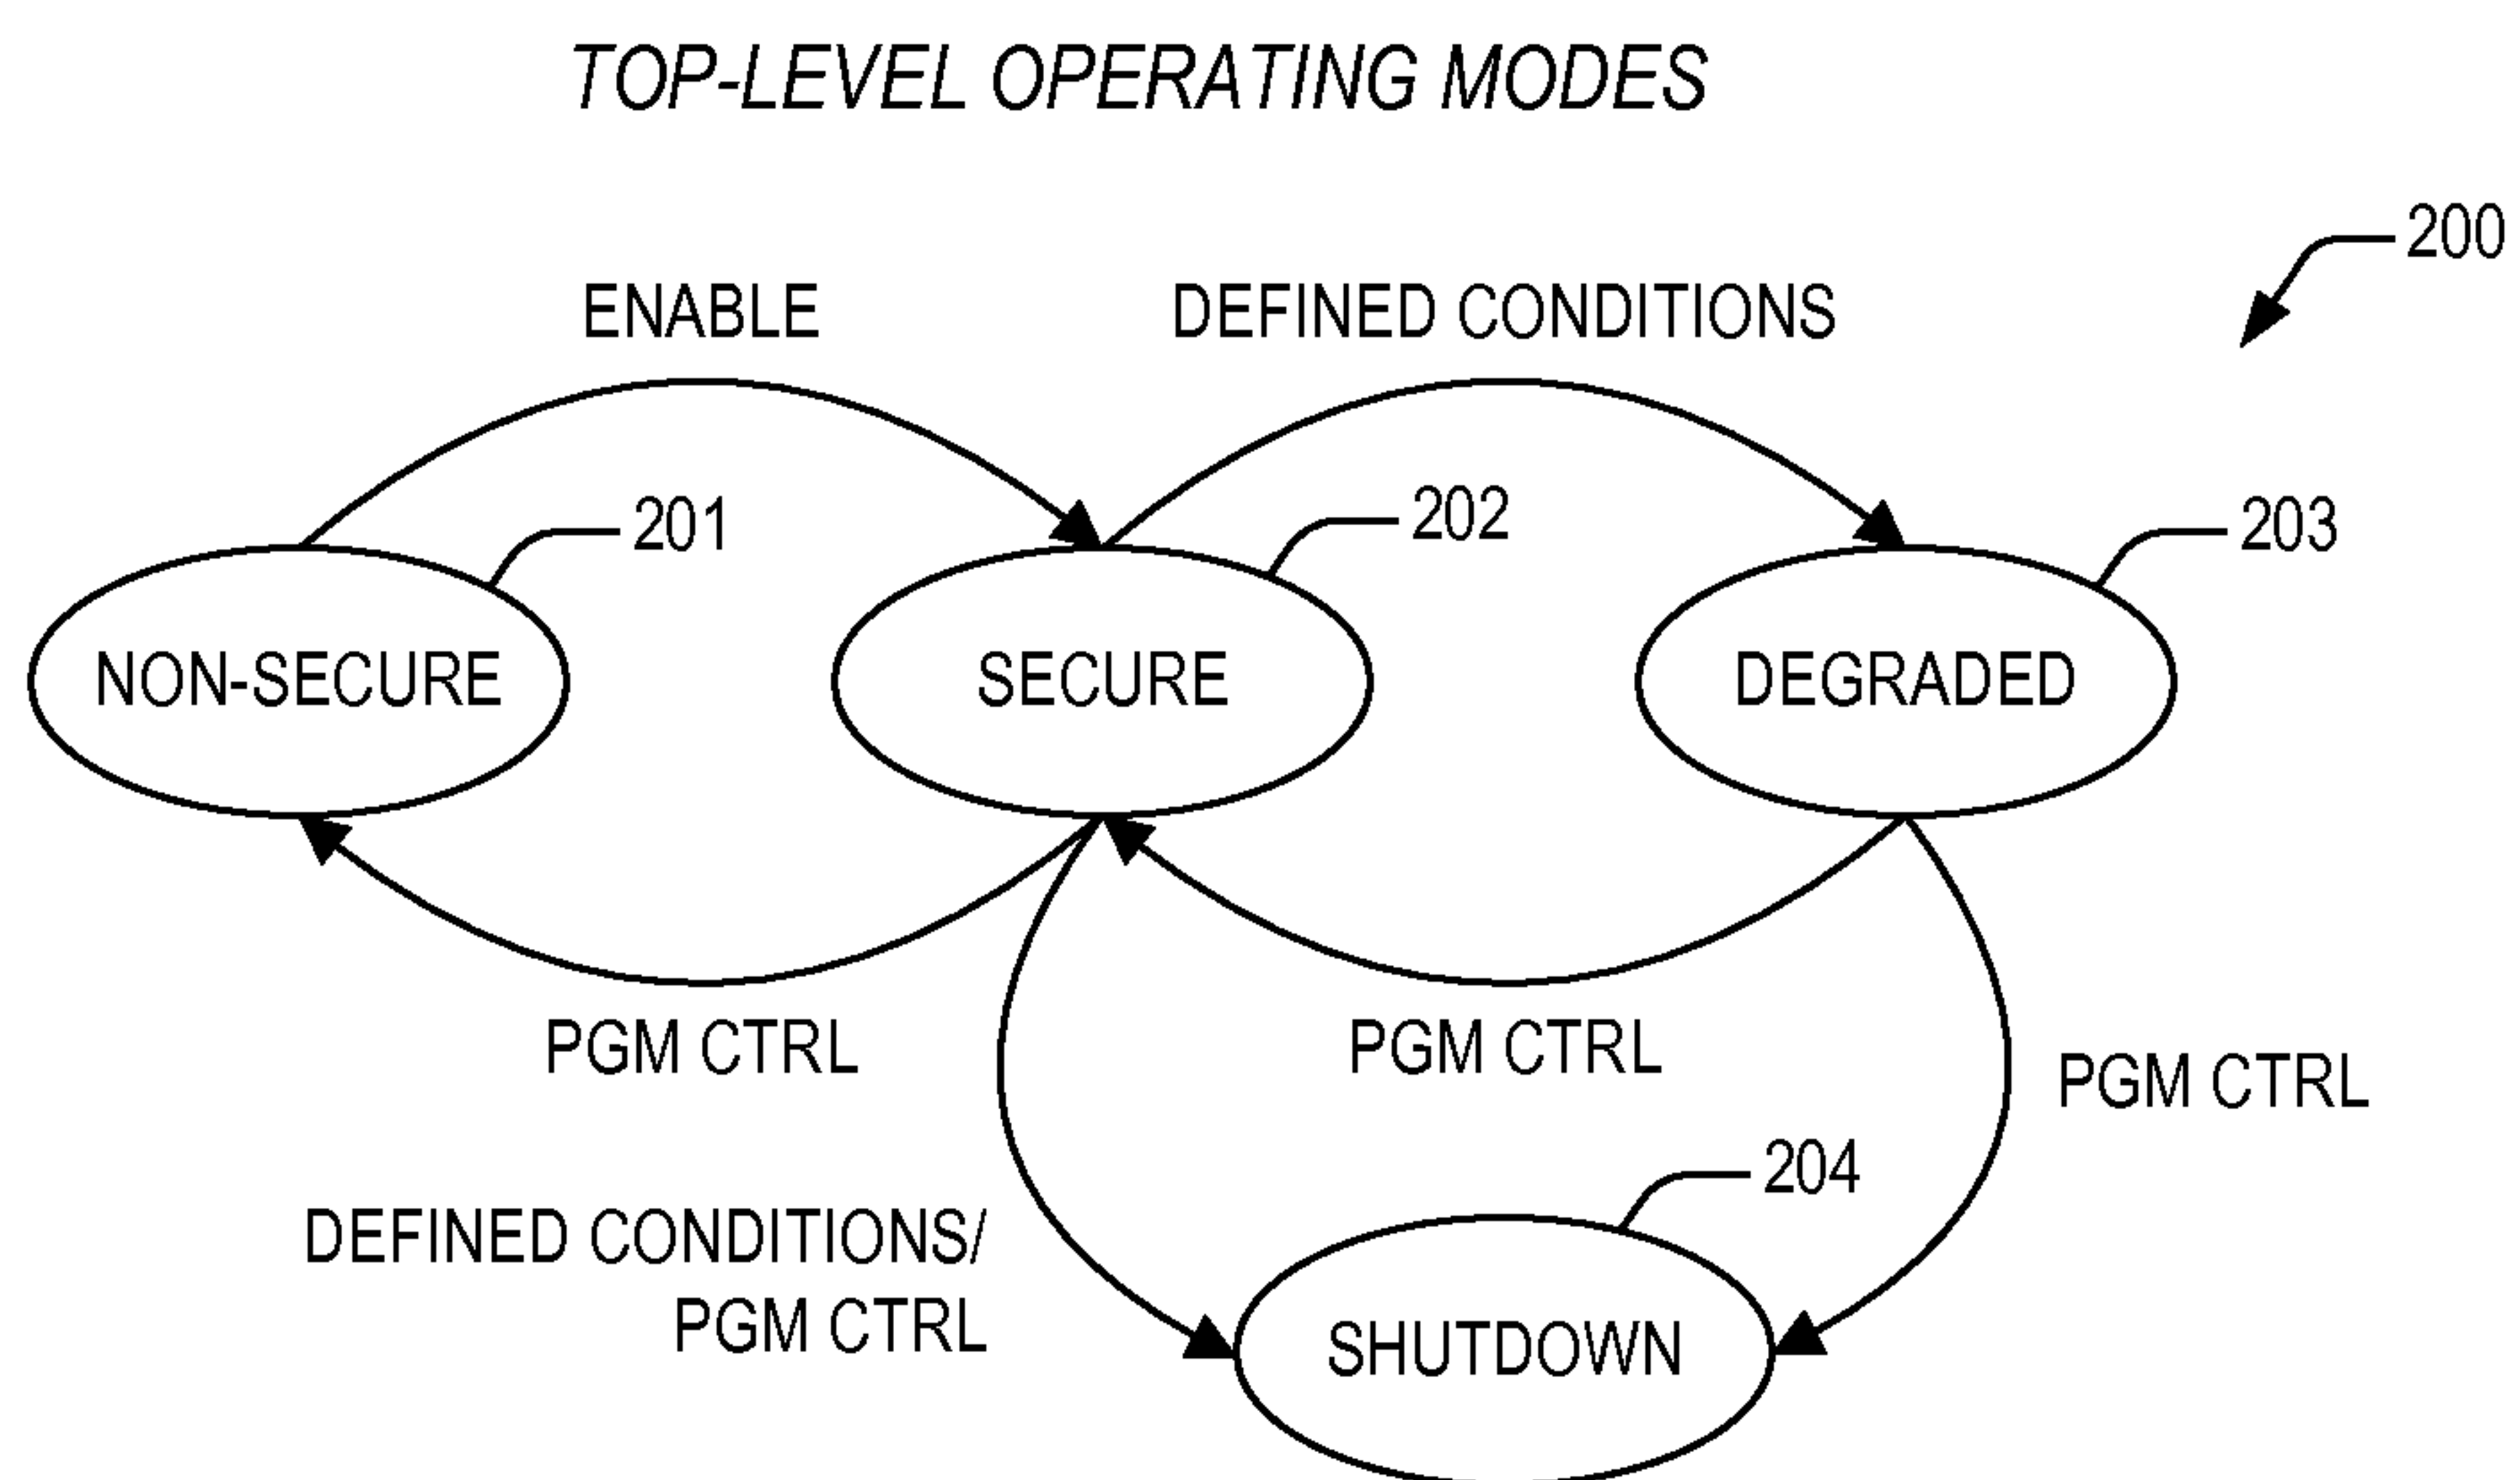 TOP-LEVEL OPERATING MODES
200
ENABLE
DEFINED CONDITIONS
201
202
203
NON-SECURE
SECURE
DEGRADED
PGM CTRL
PGM CTRL
PGM CTRL
204
DEFINED CONDITIONS/
PGM CTRL
SHUTDOWN